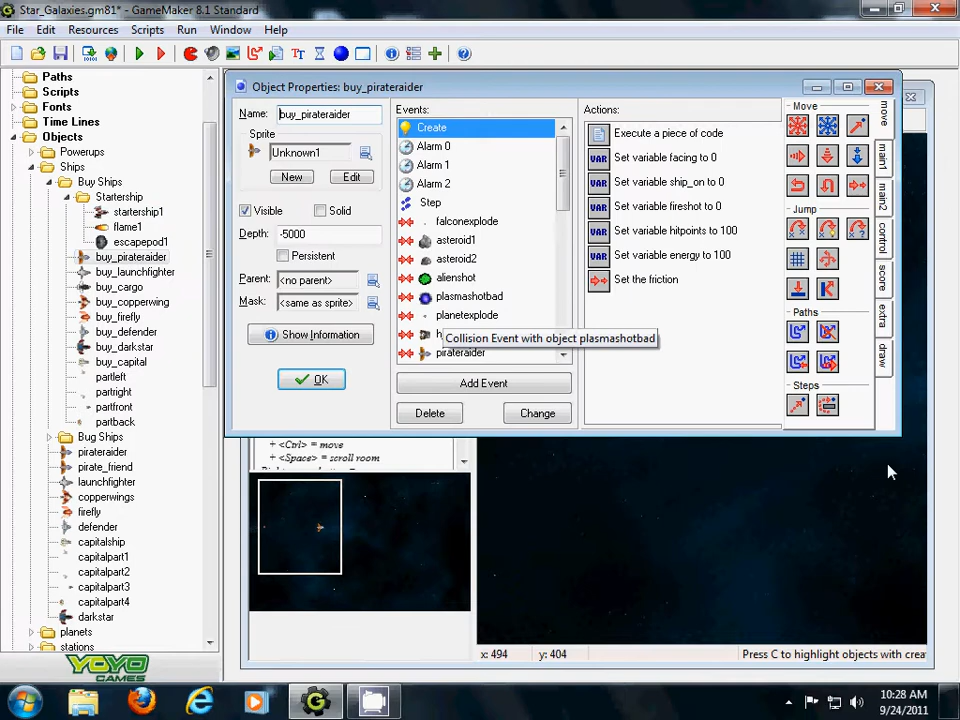 Star_Galaxies.gm81* - GameMaker 8.1 Standard
File Edit Resources Scripts Run Window Help
Paths
Scripts
Fonts
Time Lines
Objects
Powerups
Ships
Buy Ships
Startership
startership1
flame1
escapepod1
buy_pirateraider
buy_launchfighter
buy_cargo
buy_copperwing
buy_firefly
buy_defender
buy_darkstar
buy_capital
partleft
partright
partfront
partback
Bug Ships
pirateraider
pirate_friend
launchfighter
copperwings
firefly
defender
capitalship
capitalpart1
capitalpart2
capitalpart3
capitalpart4
darkstar
planets
stations
YOYO
GAMES
Object Properties: buy_pirateraider
Name: buy_pirateraider
Sprite
Unknown1
New Edit
Visible Solid
Depth: -5000
Persistent
Parent: <no parent>
Mask: <same as sprite>
Show Information
OK
Events:
Create
Alarm 0
Alarm 1
Alarm 2
Step
falconexplode
asteroid1
asteroid2
alienshot
plasmashotbad
planetexplode
Collision Event with object plasmashotbad
pirateraider
Add Event
Delete Change
Actions:
Execute a piece of code
VAR Set variable facing to 0
VAR Set variable ship_on to 0
VAR Set variable fireshot to 0
VAR Set variable hitpoints to 100
VAR Set variable energy to 100
Set the friction
Move
Jump
Paths
Steps
move
main1
main2
control
score
extra
draw
+ <Ctrl> = move
+ <Space> = scroll room
x: 494 y: 404 Press C to highlight objects with crea
10:28 AM
9/24/2011